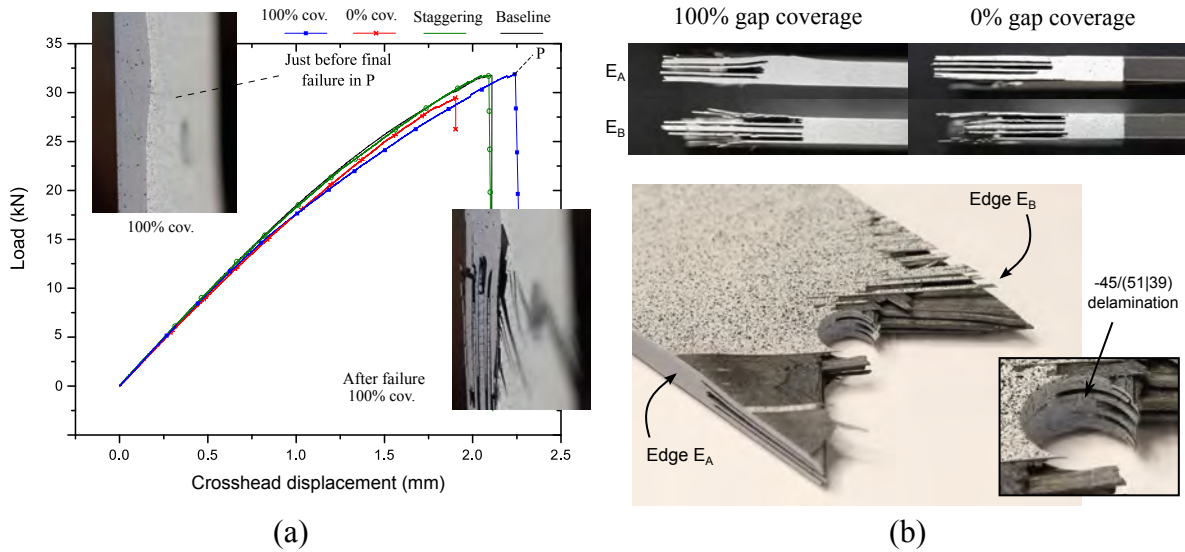 100% cov. 0% cov. Staggering Baseline
35
30
25
20
15
10
5
0
Load (kN)
0.0 0.5 1.0 1.5 2.0 2.5
Crosshead displacement (mm)
Just before final
failure in P
P
100% cov.
After failure
100% cov.
(a)
100% gap coverage 0% gap coverage
E_A
E_B
Edge E_B
-45/(51|39)
delamination
Edge E_A
(b)